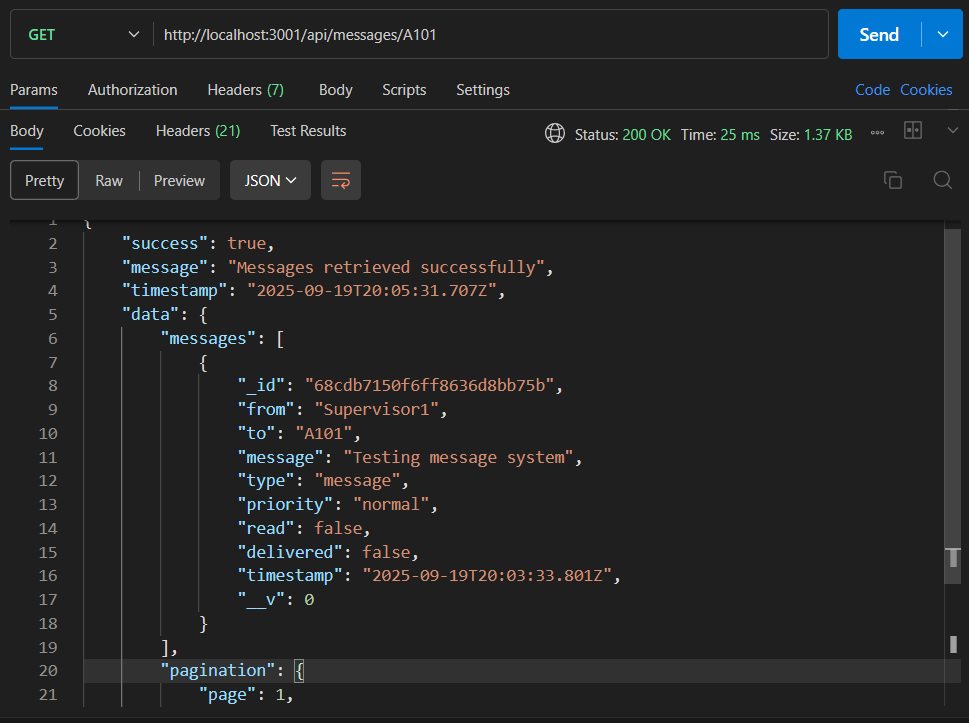 GET http://localhost:3001/api/messages/A101 Send
Params Authorization Headers (7) Body Scripts Settings Code Cookies
Body Cookies Headers (21) Test Results Status: 200 OK Time: 25 ms Size: 1.37 KB
Pretty Raw Preview JSON
1 {
2 "success": true,
3 "message": "Messages retrieved successfully",
4 "timestamp": "2025-09-19T20:05:31.707Z",
5 "data": {
6 "messages": [
7 {
8 "_id": "68cdb7150f6ff8636d8bb75b",
9 "from": "Supervisor1",
10 "to": "A101",
11 "message": "Testing message system",
12 "type": "message",
13 "priority": "normal",
14 "read": false,
15 "delivered": false,
16 "timestamp": "2025-09-19T20:03:33.801Z",
17 "__v": 0
18 }
19 ],
20 "pagination": {
21 "page": 1,